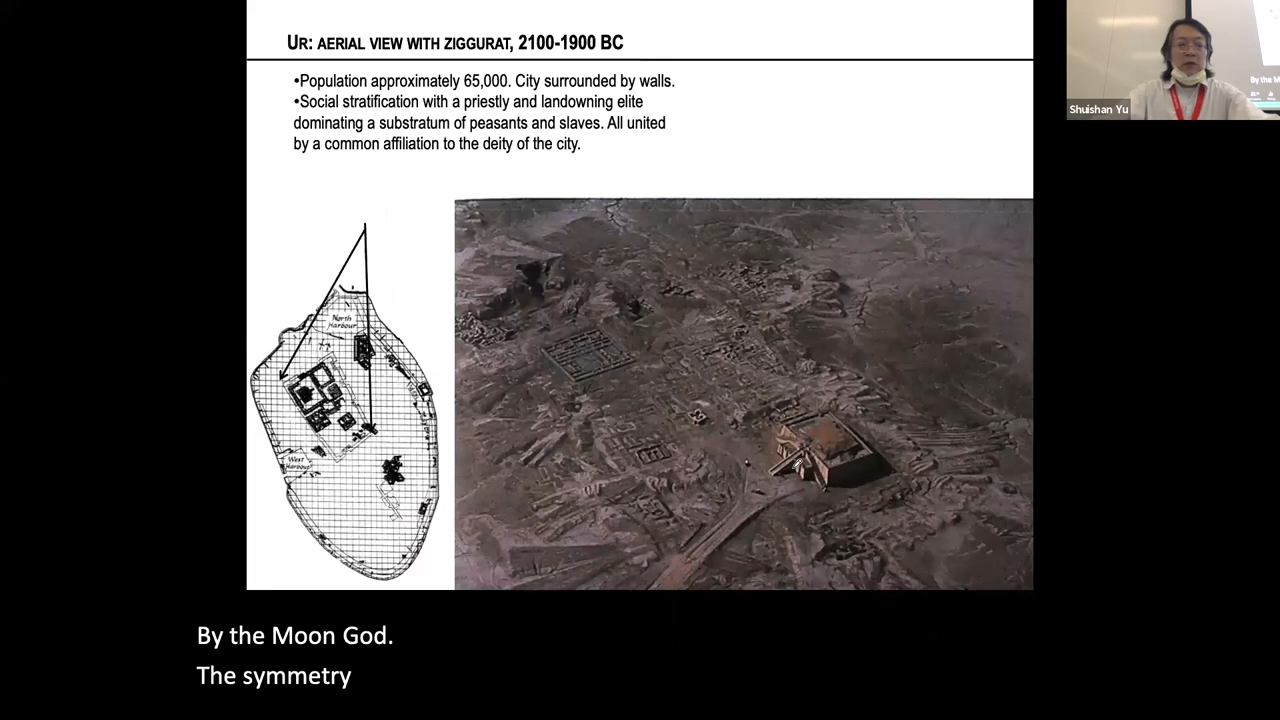 UR: AERIAL VIEW WITH ZIGGURAT, 2100-1900 BC
•Population approximately 65,000. City surrounded by walls.
•Social stratification with a priestly and landowning elite
dominating a substratum of peasants and slaves. All united
by a common affiliation to the deity of the city.
North
Harbour
West
Harbour
Shuishan Yu
By the M
By the Moon God.
The symmetry